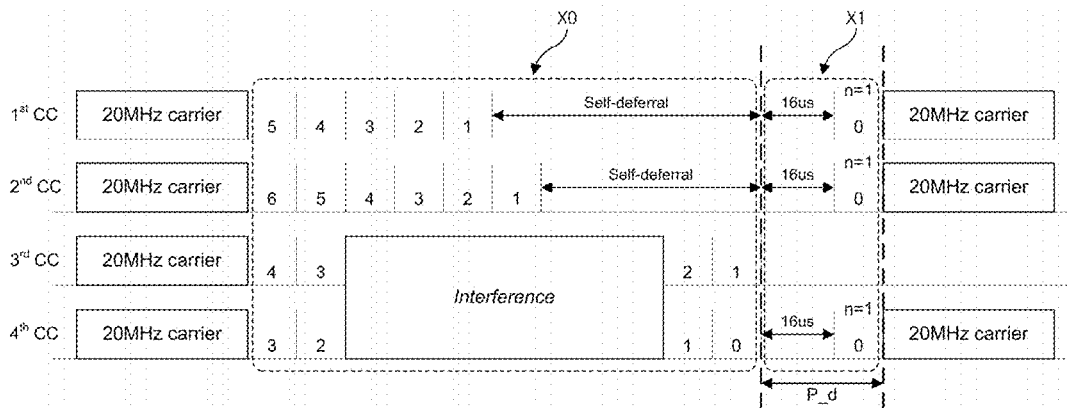 X0 X1
1st CC 20MHz carrier 5 4 3 2 1 Self-deferral 16us n=1 0 20MHz carrier
2nd CC 20MHz carrier 6 5 4 3 2 1 Self-deferral 16us n=1 0 20MHz carrier
3rd CC 20MHz carrier 4 3 Interference 2 1
4th CC 20MHz carrier 3 2 1 0 16us n=1 0 20MHz carrier
P_d